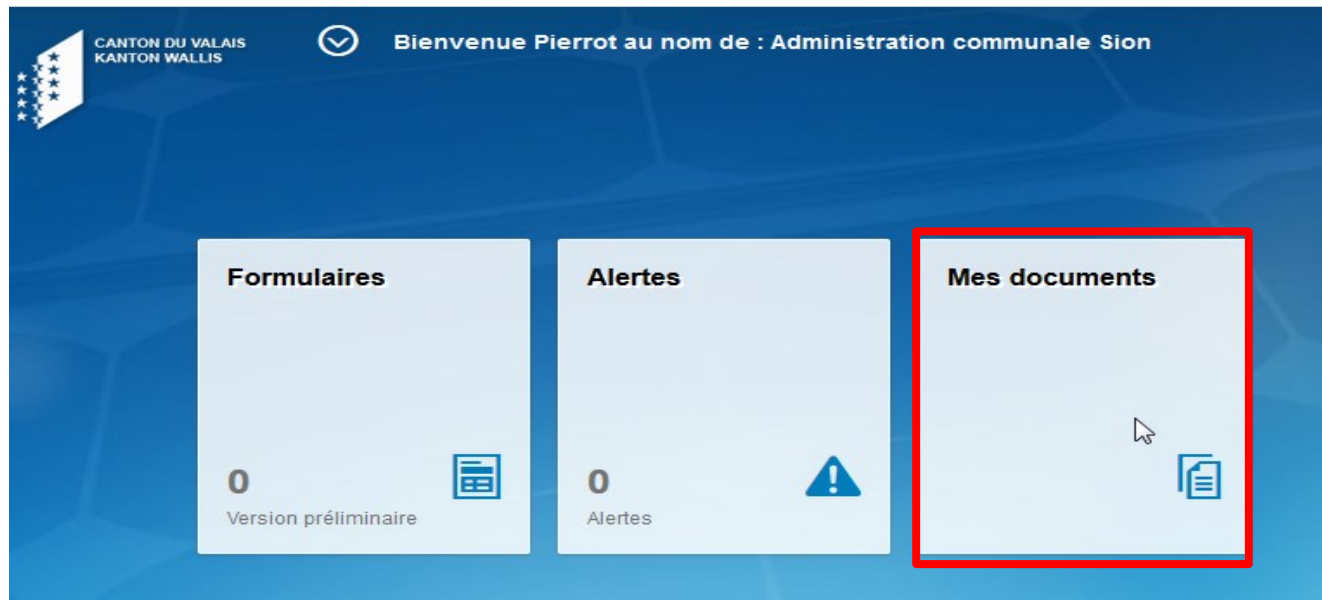 CANTON DU VALAIS
KANTON WALLIS
Bienvenue Pierrot au nom de : Administration communale Sion
Formulaires
0
Version préliminaire
Alertes
0
Alertes
Mes documents